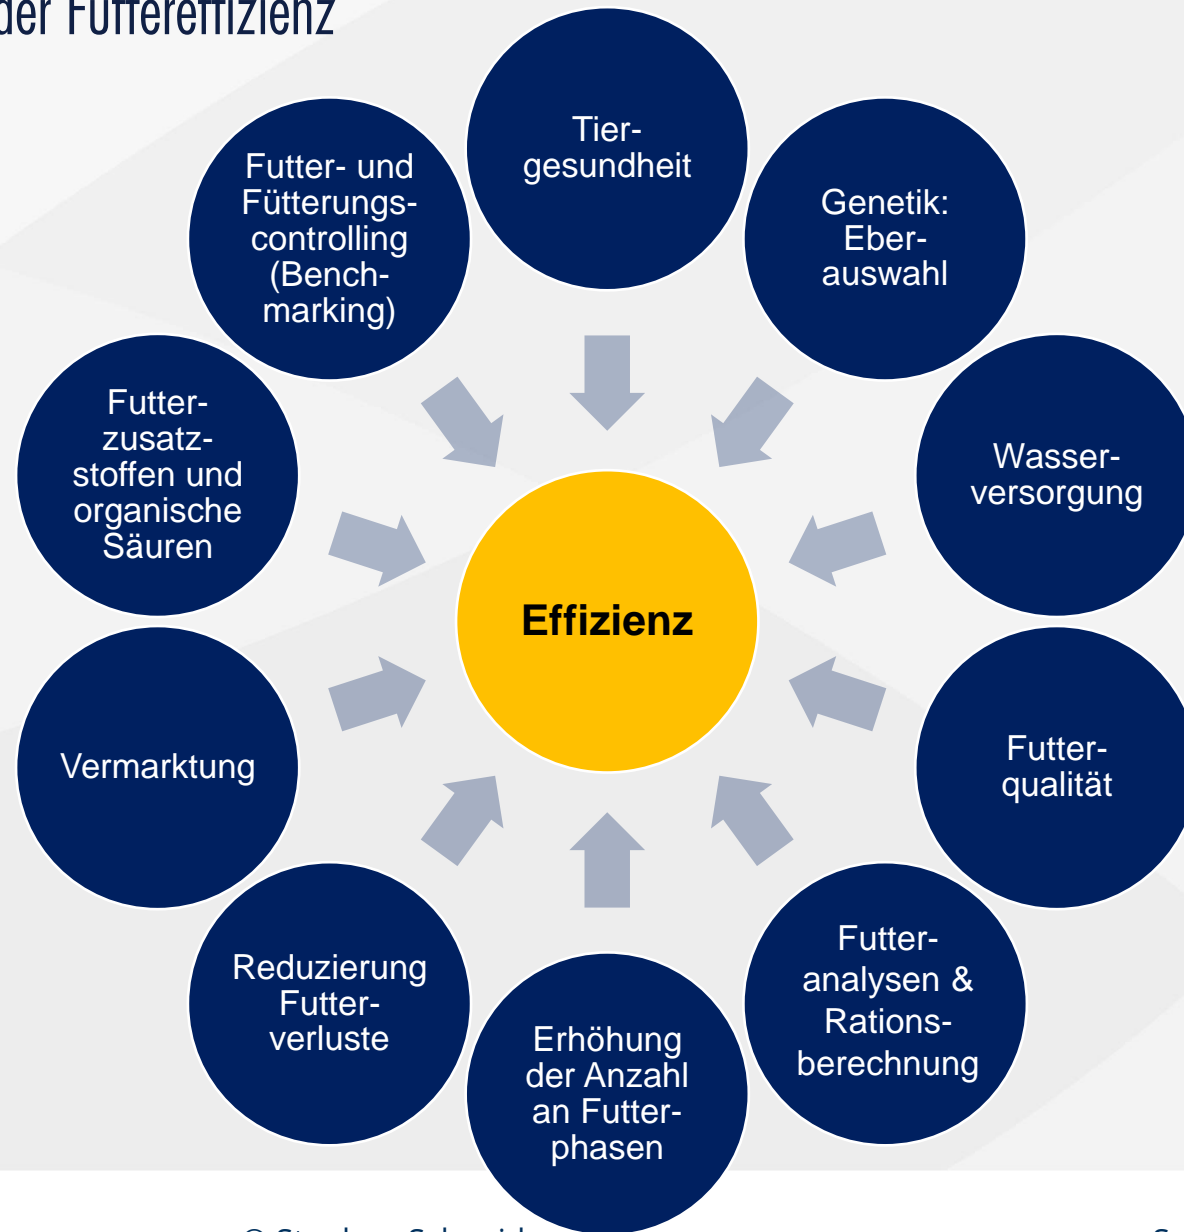 der Futtereffizienz
Tier-
gesundheit
Genetik:
Eber-
auswahl
Wasser-
versorgung
Futter-
qualität
Futter-
analysen &
Rations-
berechnung
Erhöhung
der Anzahl
an Futter-
phasen
Reduzierung
Futter-
verluste
Vermarktung
Futter-
zusatz-
stoffen und
organische
Säuren
Futter- und
Fütterungs-
controlling
(Bench-
marking)
Effizienz